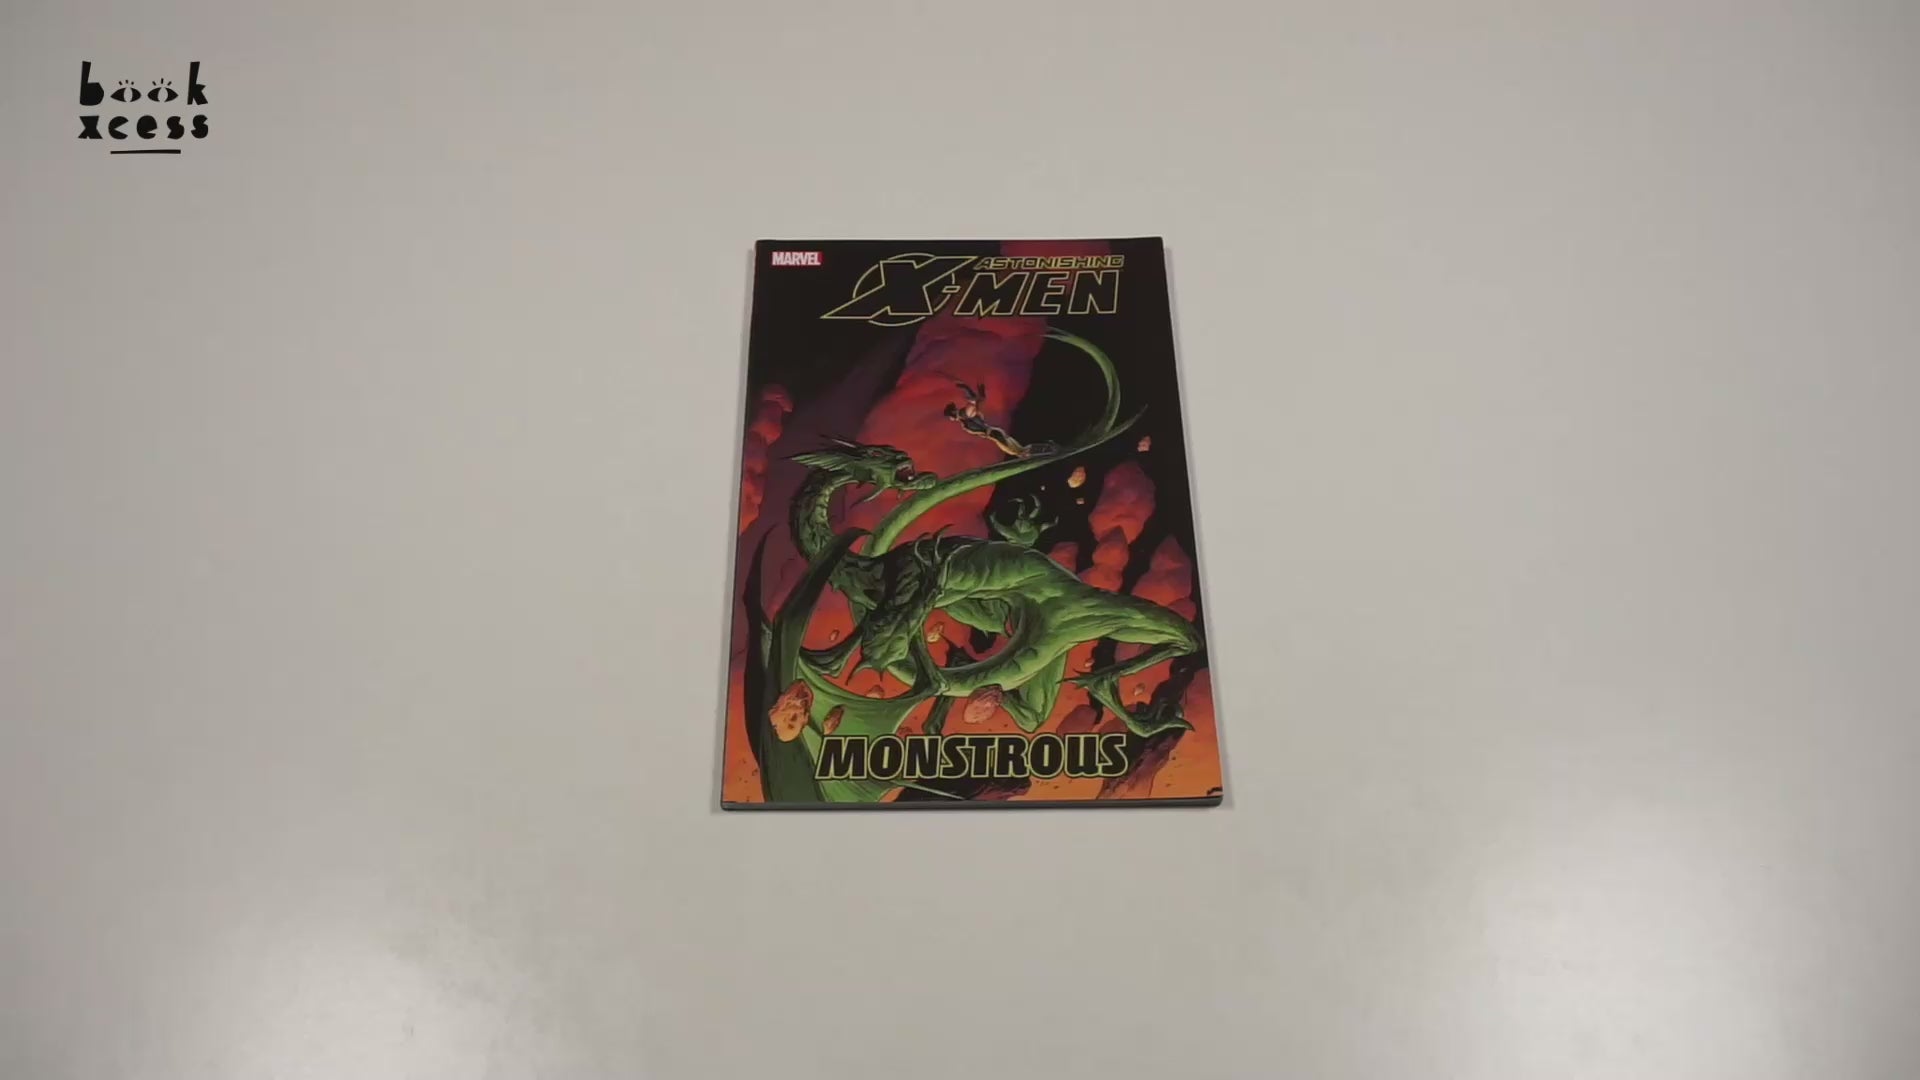 book
xcess
MARVEL
ASTONISHING
X-MEN
MONSTROUS